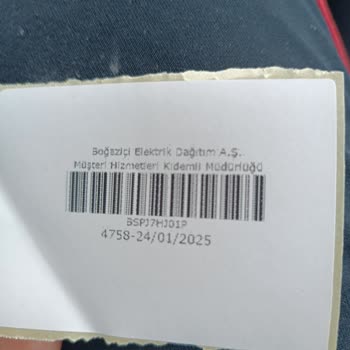 Boğaziçi Elektrik Dağıtım A.Ş.
Müşteri Hizmetleri Kıdemli Müdürlüğü
BSPJ7HJ01P
4758-24/01/2025